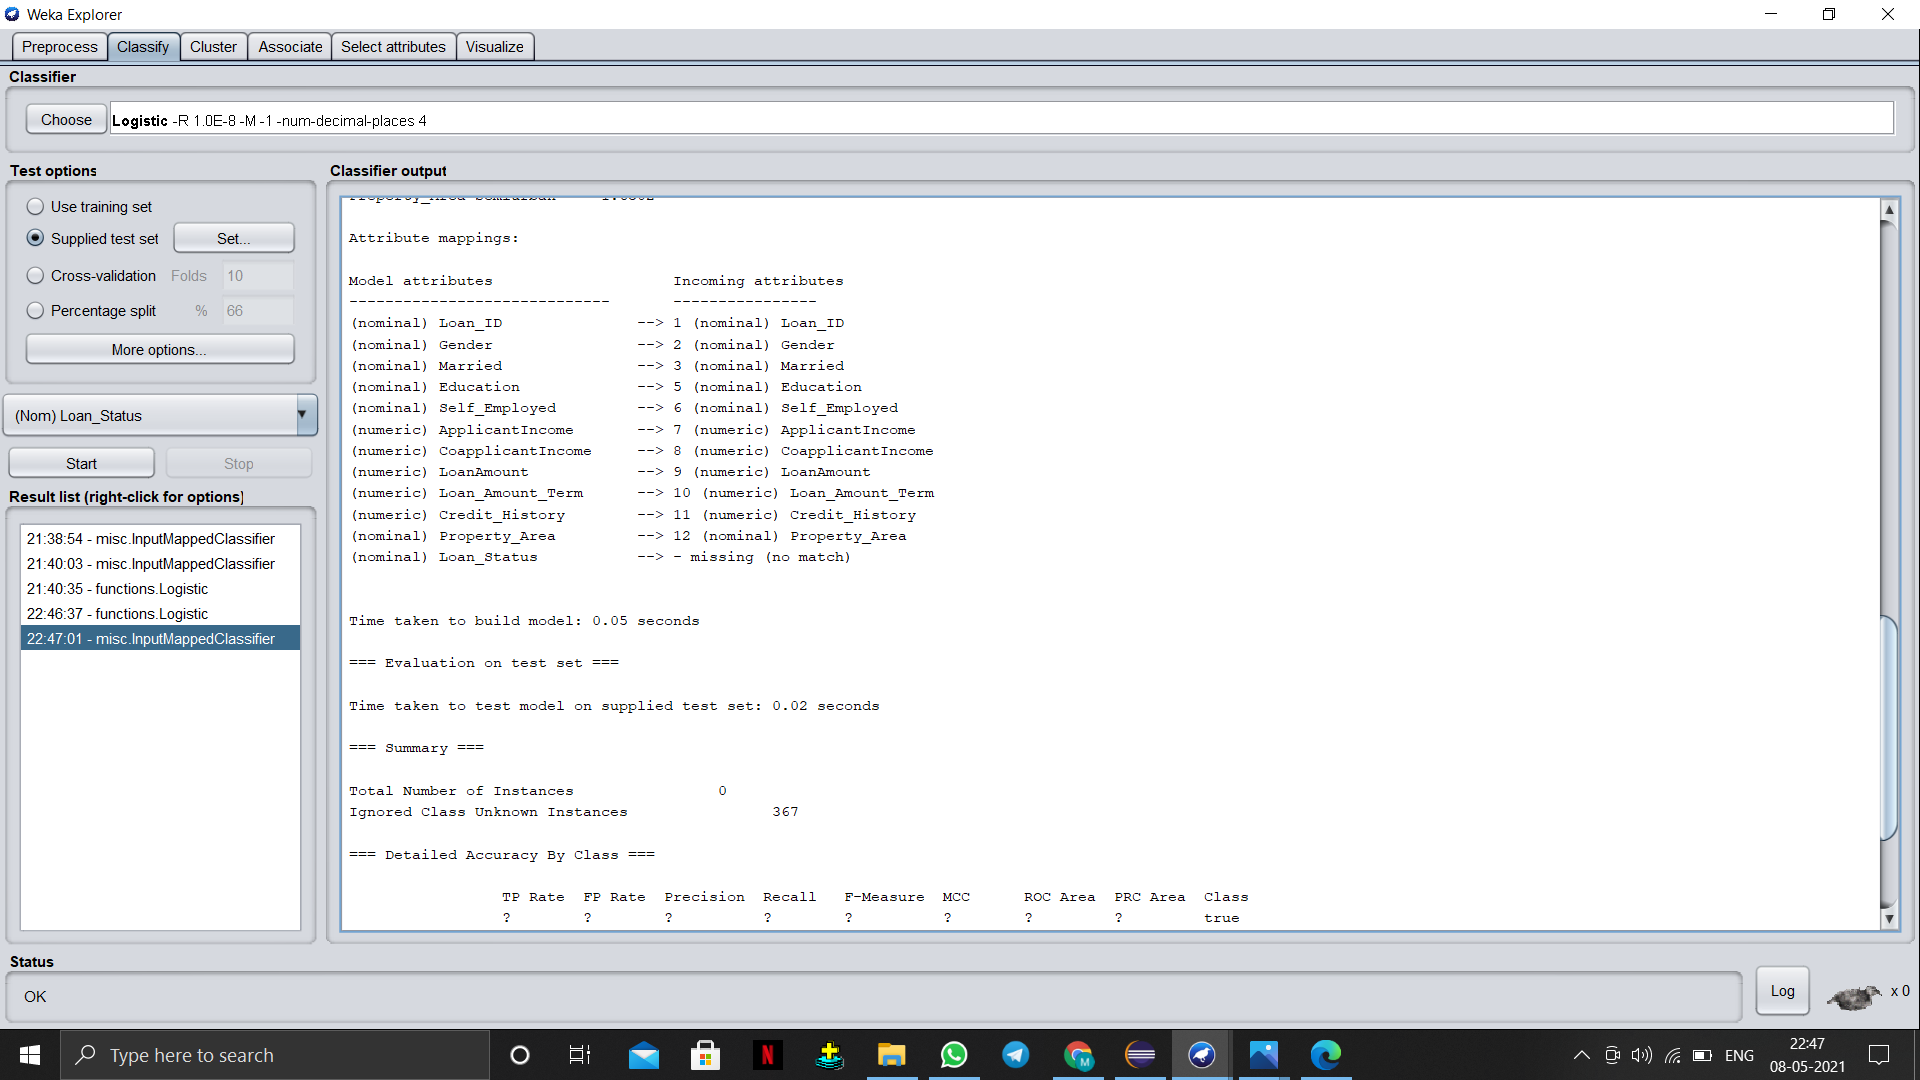 Weka Explorer
Preprocess Classify Cluster Associate Select attributes Visualize
Classifier
Choose Logistic -R 1.0E-8 -M -1 -num-decimal-places 4
Test options
Use training set
Supplied test set Set...
Cross-validation Folds 10
Percentage split % 66
More options...
(Nom) Loan_Status
Start Stop
Result list (right-click for options)
21:38:54 - misc.InputMappedClassifier
21:40:03 - misc.InputMappedClassifier
21:40:35 - functions.Logistic
22:46:37 - functions.Logistic
22:47:01 - misc.InputMappedClassifier
Classifier output
Attribute mappings:
Model attributes Incoming attributes
----------------------------- ----------------
(nominal) Loan_ID --> 1 (nominal) Loan_ID
(nominal) Gender --> 2 (nominal) Gender
(nominal) Married --> 3 (nominal) Married
(nominal) Education --> 5 (nominal) Education
(nominal) Self_Employed --> 6 (nominal) Self_Employed
(numeric) ApplicantIncome --> 7 (numeric) ApplicantIncome
(numeric) CoapplicantIncome --> 8 (numeric) CoapplicantIncome
(numeric) LoanAmount --> 9 (numeric) LoanAmount
(numeric) Loan_Amount_Term --> 10 (numeric) Loan_Amount_Term
(numeric) Credit_History --> 11 (numeric) Credit_History
(nominal) Property_Area --> 12 (nominal) Property_Area
(nominal) Loan_Status --> - missing (no match)
Time taken to build model: 0.05 seconds
=== Evaluation on test set ===
Time taken to test model on supplied test set: 0.02 seconds
=== Summary ===
Total Number of Instances 0
Ignored Class Unknown Instances 367
=== Detailed Accuracy By Class ===
TP Rate FP Rate Precision Recall F-Measure MCC ROC Area PRC Area Class
? ? ? ? ? ? ? ? true
Status
OK
Log
x 0
Type here to search
N
M
ENG
22:47
08-05-2021